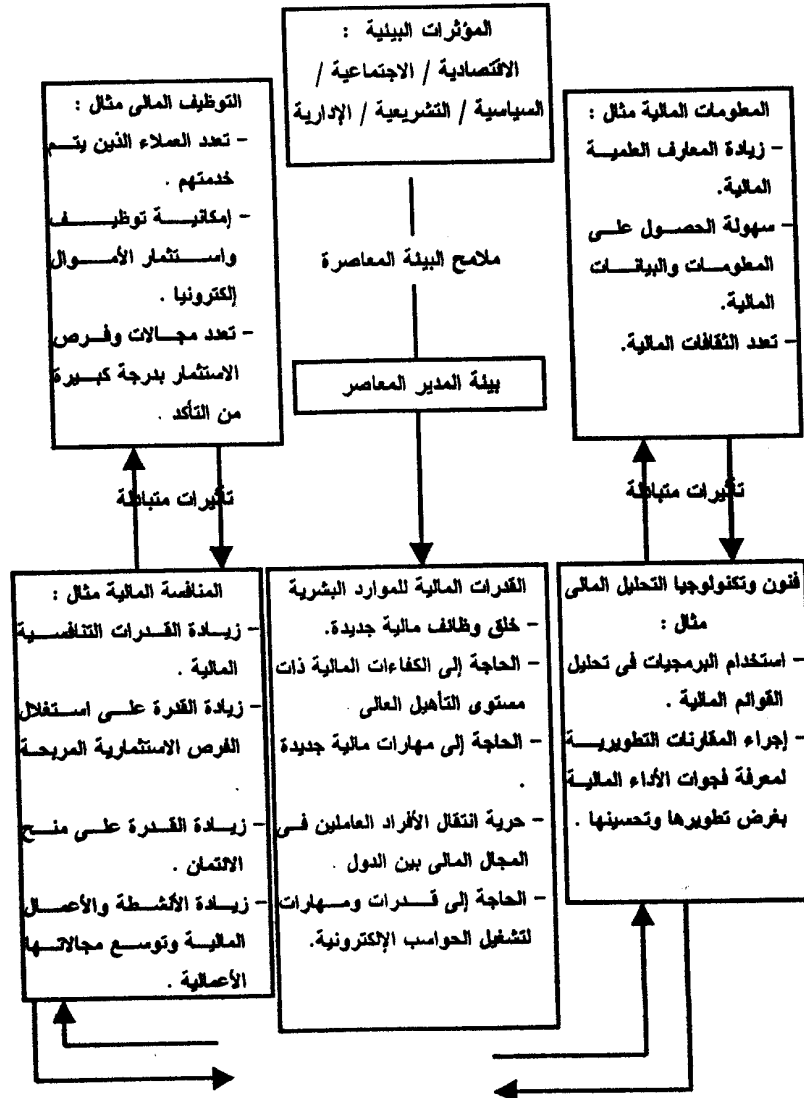 المؤثرات البيئية :
الاقتصادية / الاجتماعية /
السياسية / التشريعية / الإدارية
ملامح البيئة المعاصرة
بيئة المدير المعاصر
المعلومات المالية مثال :
- زيادة المعارف العلمية
المالية.
- سهولة الحصول على
المعلومات والبيانات
المالية.
- تعدد الثقافات المالية.
التوظيف المالى مثال :
- تعدد العملاء الذين يتم
خدمتهم .
- إمكانية توظيف
واستثمار الأموال
إلكترونيا .
- تعدد مجالات وفرص
الاستثمار بدرجة كبيرة
من التأكد .
تأثيرات متبادلة
تأثيرات متبادلة
فنون وتكنولوجيا التحليل المالى
مثال :
- استخدام البرمجيات فى تحليل
القوائم المالية .
- إجراء المقارنات التطويرية
لمعرفة فجوات الأداء المالية
بغرض تطويرها وتحسينها .
القدرات المالية للموارد البشرية
- خلق وظائف مالية جديدة.
- الحاجة إلى الكفاءات المالية ذات
مستوى التأهيل العالى
- الحاجة إلى مهارات مالية جديدة
.
- حرية انتقال الأفراد العاملين فى
المجال المالى بين الدول .
- الحاجة إلى قدرات ومهارات
لتشغيل الحواسب الإلكترونية.
المنافسة المالية مثال :
- زيادة القدرات التنافسية
المالية .
- زيادة القدرة على استغلال
الفرص الاستثمارية المربحة
.
- زيادة القدرة على منح
الائتمان .
- زيادة الأنشطة والأعمال
المالية وتوسع مجالاتها
الأعمالية .